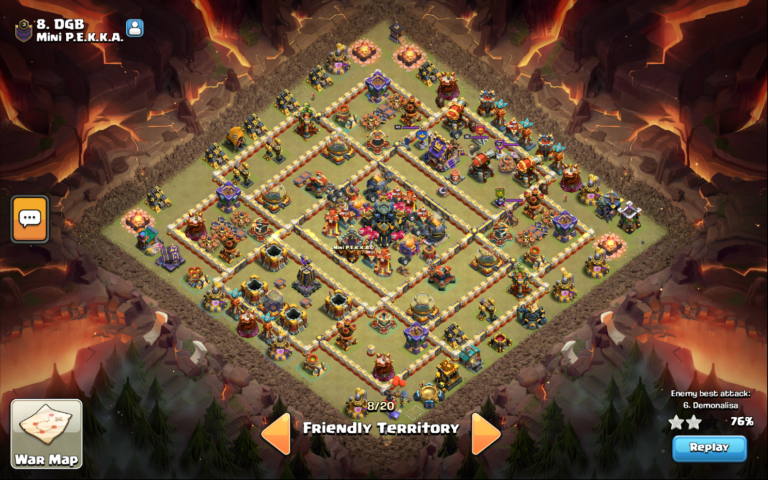 8. DGB
Mini P.E.K.K.A.
Mini P.E.K.K.A.
8/20
Friendly Territory
War Map
Enemy best attack:
6. Demonalisa
76%
Replay